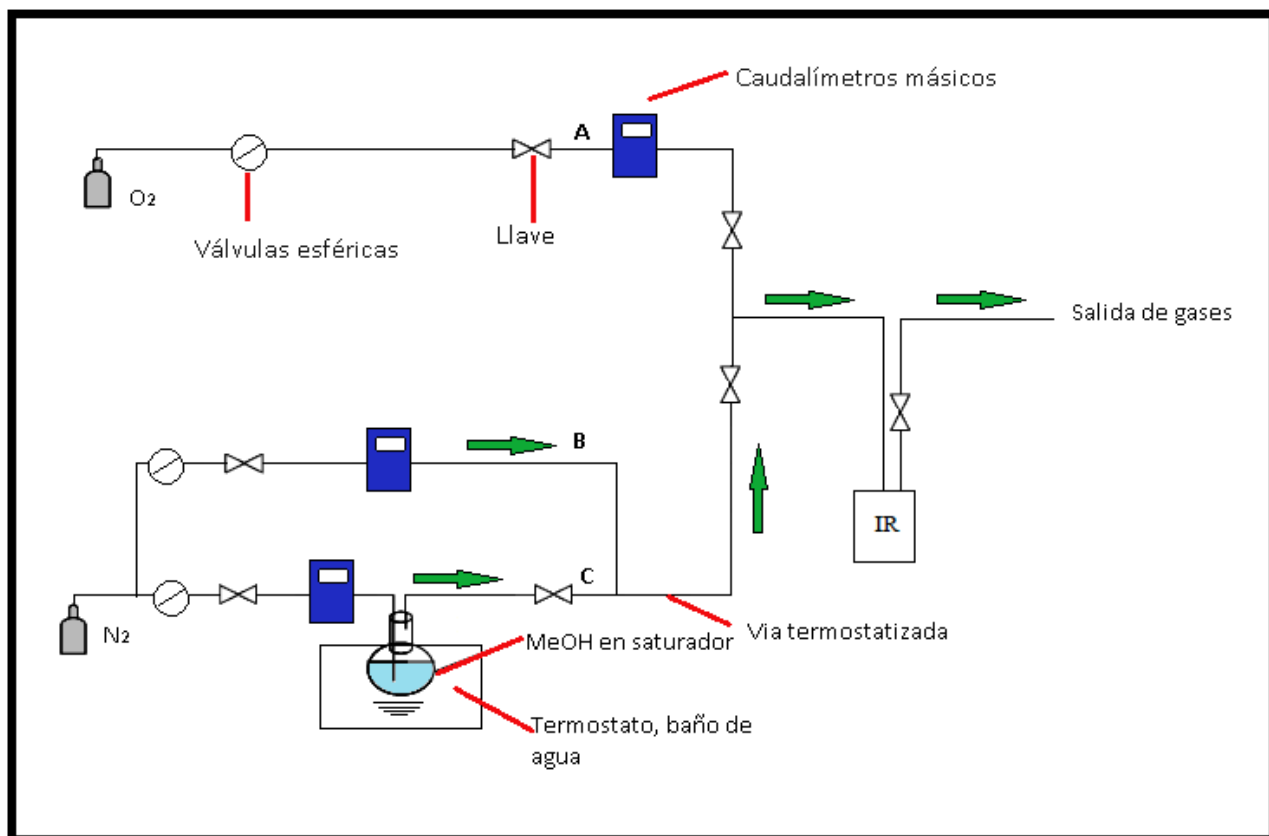 Caudalímetros másicos
A
O2
Válvulas esféricas
Llave
Salida de gases
B
IR
C
N2
MeOH en saturador
Via termostatizada
Termostato, baño de
agua